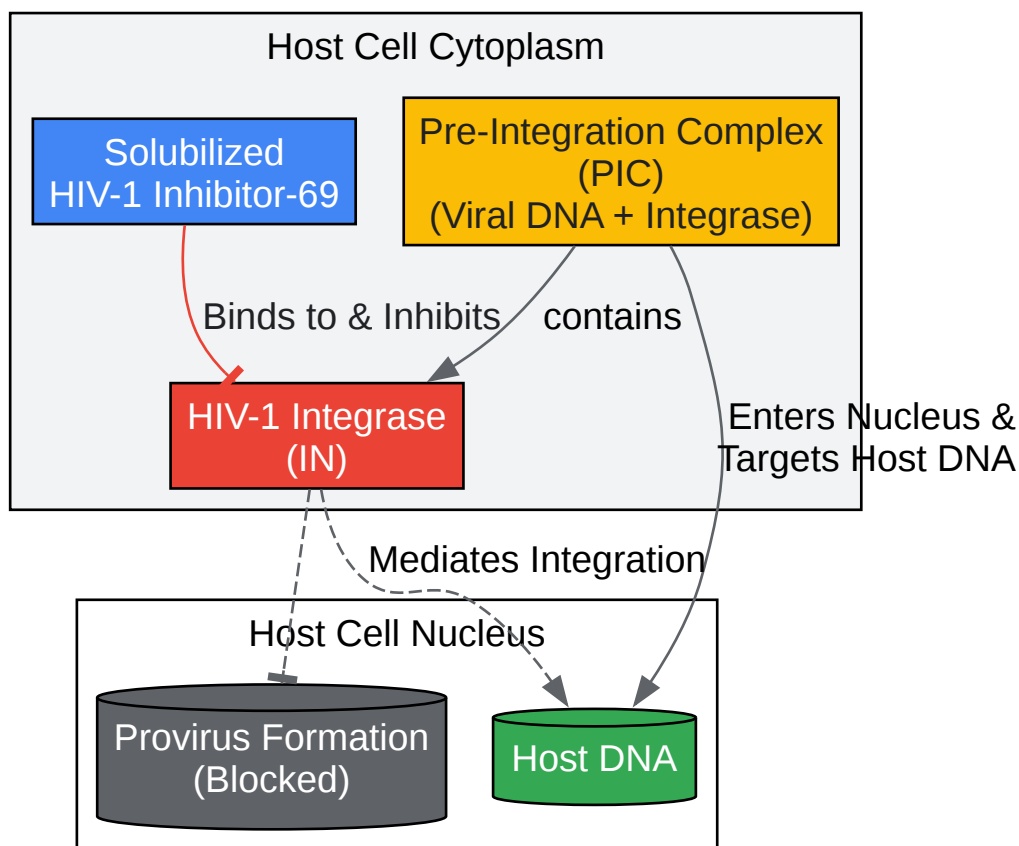 Host Cell Cytoplasm
Solubilized
HIV-1 Inhibitor-69
Pre-Integration Complex
(PIC)
(Viral DNA + Integrase)
Binds to & Inhibits
contains
HIV-1 Integrase
(IN)
Enters Nucleus &
Targets Host DNA
Mediates Integration
Host Cell Nucleus
Provirus Formation
(Blocked)
Host DNA